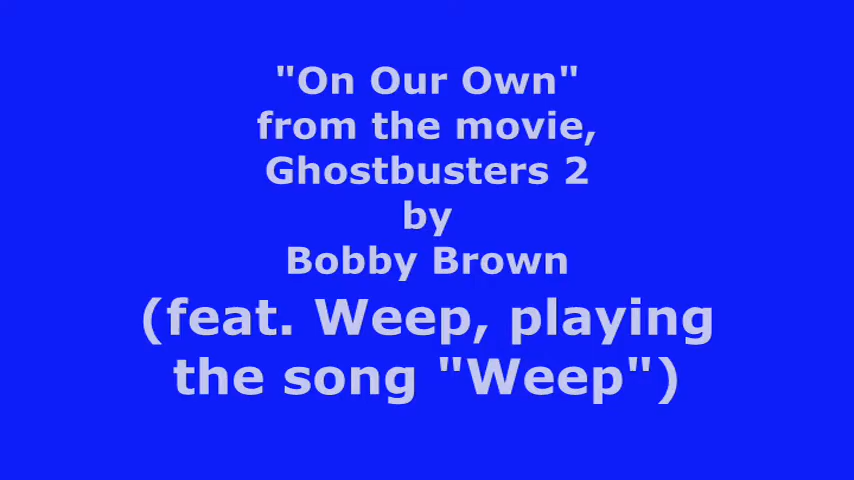 "On Our Own"
from the movie,
Ghostbusters 2
by
Bobby Brown
(feat. Weep, playing
the song "Weep")